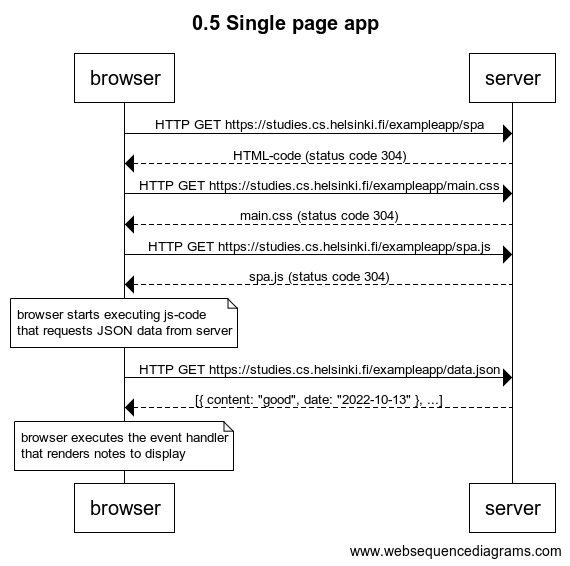 0.5 Single page app
browser
server
HTTP GET https://studies.cs.helsinki.fi/exampleapp/spa
HTML-code (status code 304)
HTTP GET https://studies.cs.helsinki.fi/exampleapp/main.css
main.css (status code 304)
HTTP GET https://studies.cs.helsinki.fi/exampleapp/spa.js
spa.js (status code 304)
browser starts executing js-code
that requests JSON data from server
HTTP GET https://studies.cs.helsinki.fi/exampleapp/data.json
[{ content: "good", date: "2022-10-13" }, ...]
browser executes the event handler
that renders notes to display
browser
server
www.websequencediagrams.com